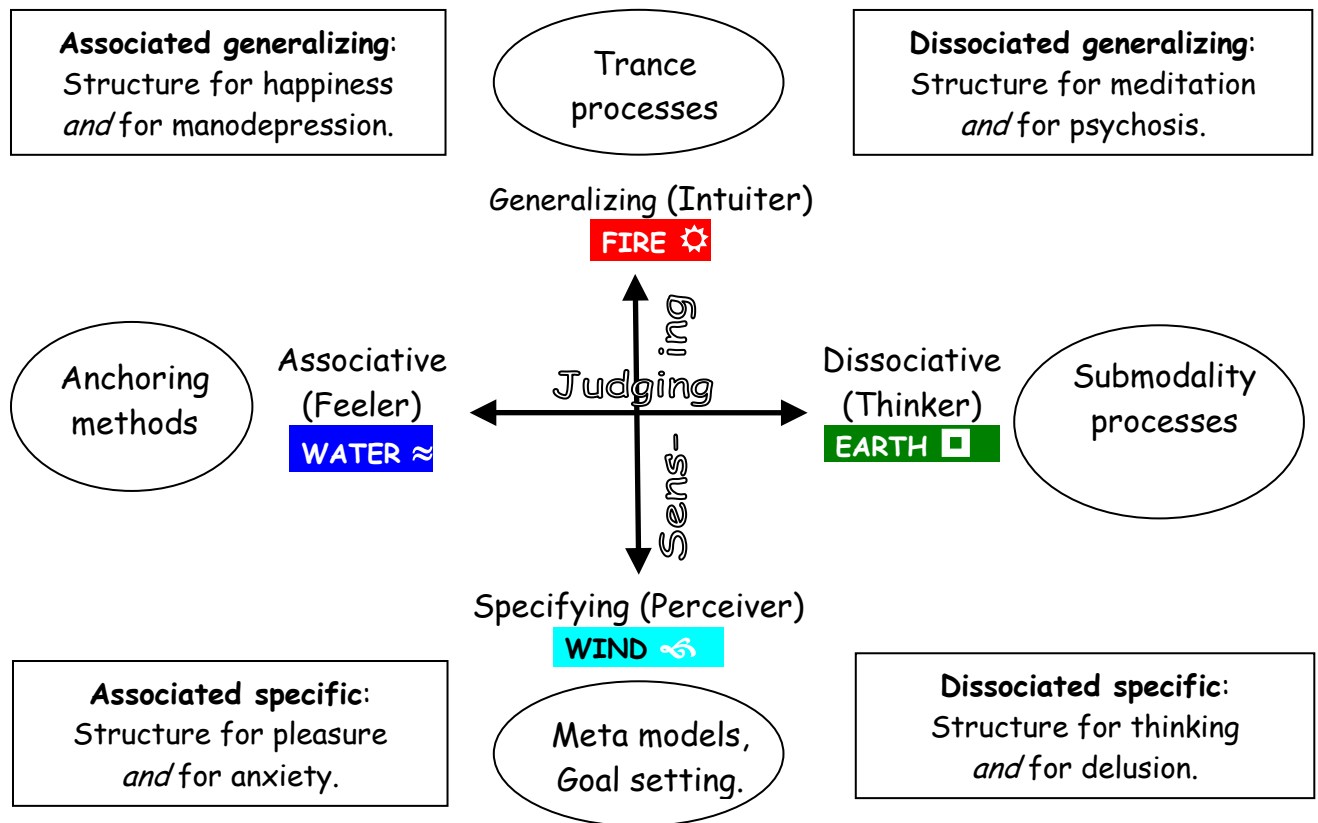 Associated generalizing:
Structure for happiness
and for manodepression.
Trance
processes
Dissociated generalizing:
Structure for meditation
and for psychosis.
Generalizing (Intuiter)
FIRE
Anchoring
methods
Associative
(Feeler)
WATER ≈
Judging
Sens-
ing
Dissociative
(Thinker)
EARTH
Submodality
processes
Specifying (Perceiver)
WIND
Associated specific:
Structure for pleasure
and for anxiety.
Meta models,
Goal setting.
Dissociated specific:
Structure for thinking
and for delusion.